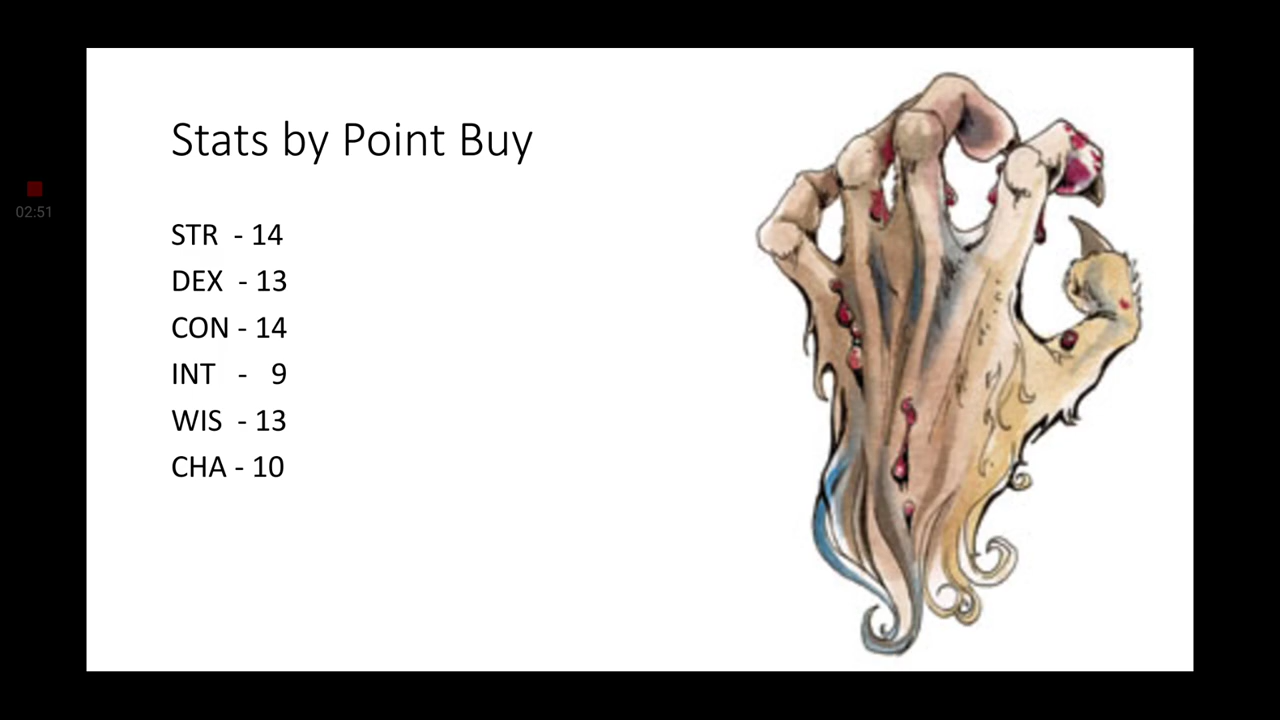 Stats by Point Buy
02:51
STR - 14
DEX - 13
CON - 14
INT - 9
WIS - 13
CHA - 10